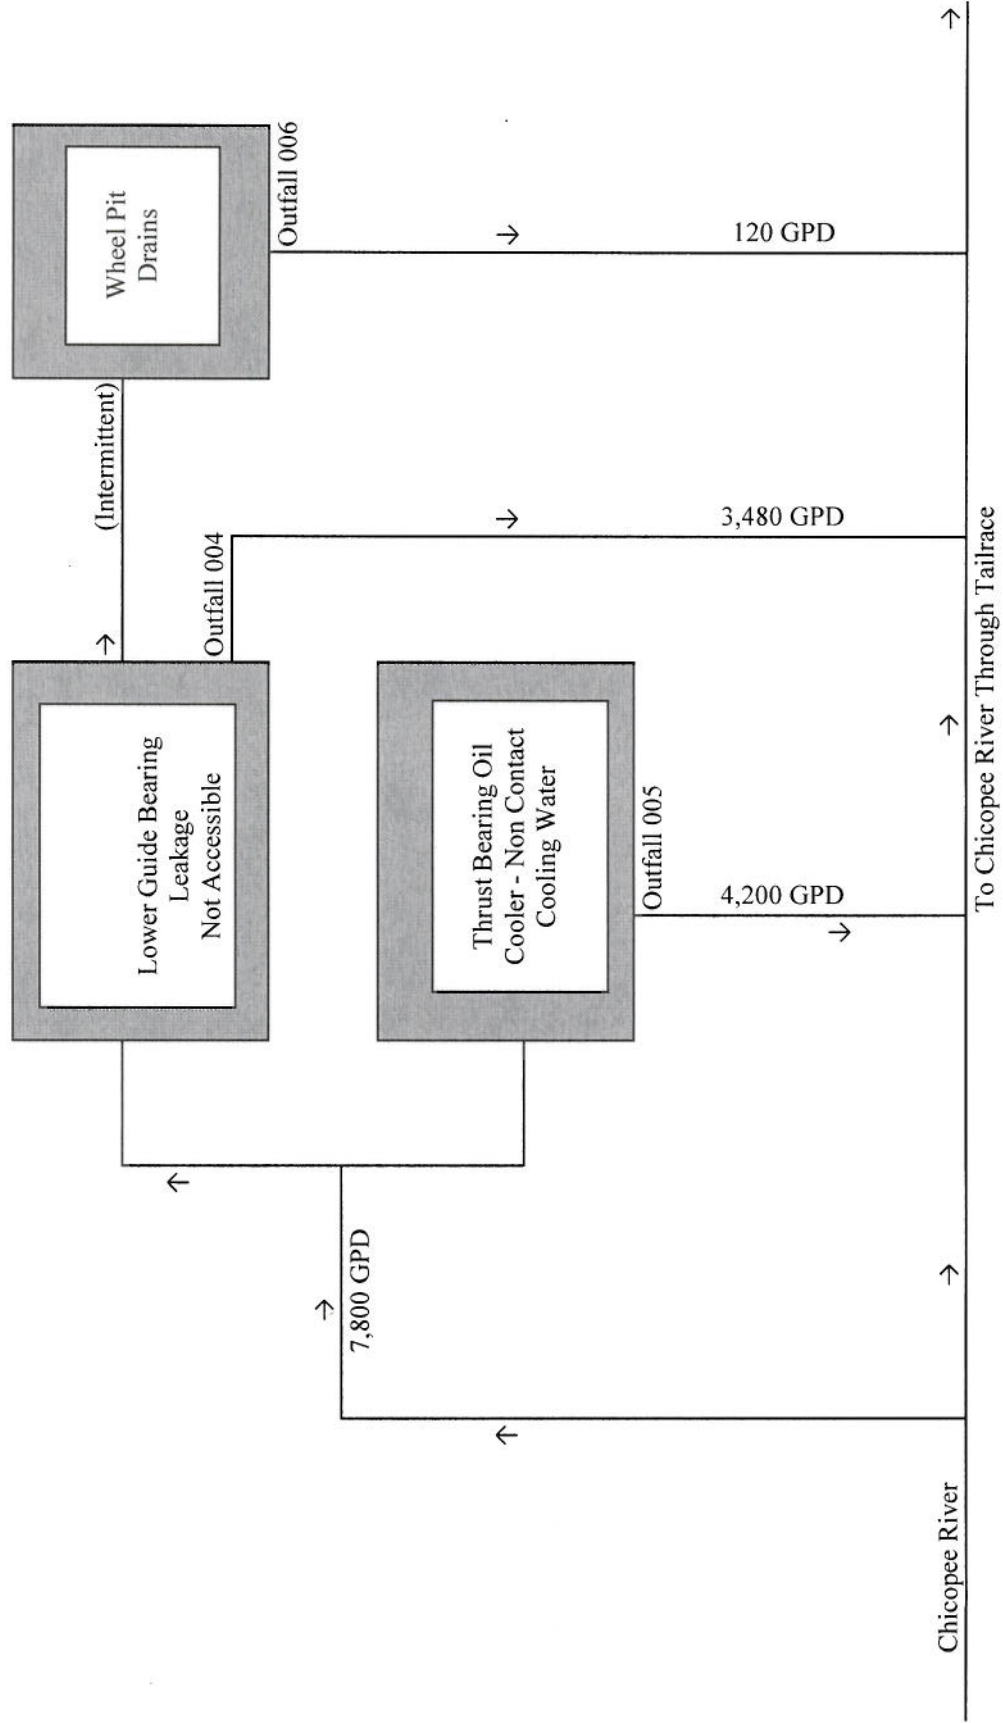 Lower Guide Bearing
Leakage
Not Accessible
(Intermittent)
Wheel Pit
Drains
Outfall 004
Outfall 006
7,800 GPD
Thrust Bearing Oil
Cooler - Non Contact
Cooling Water
Outfall 005
4,200 GPD
3,480 GPD
120 GPD
Chicopee River
To Chicopee River Through Tailrace